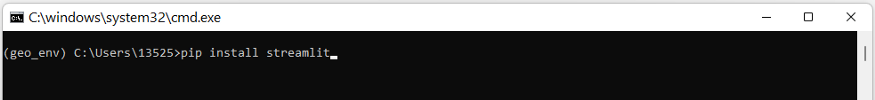 C:\windows\system32\cmd.exe
(geo_env) C:\Users\13525>pip install streamlit